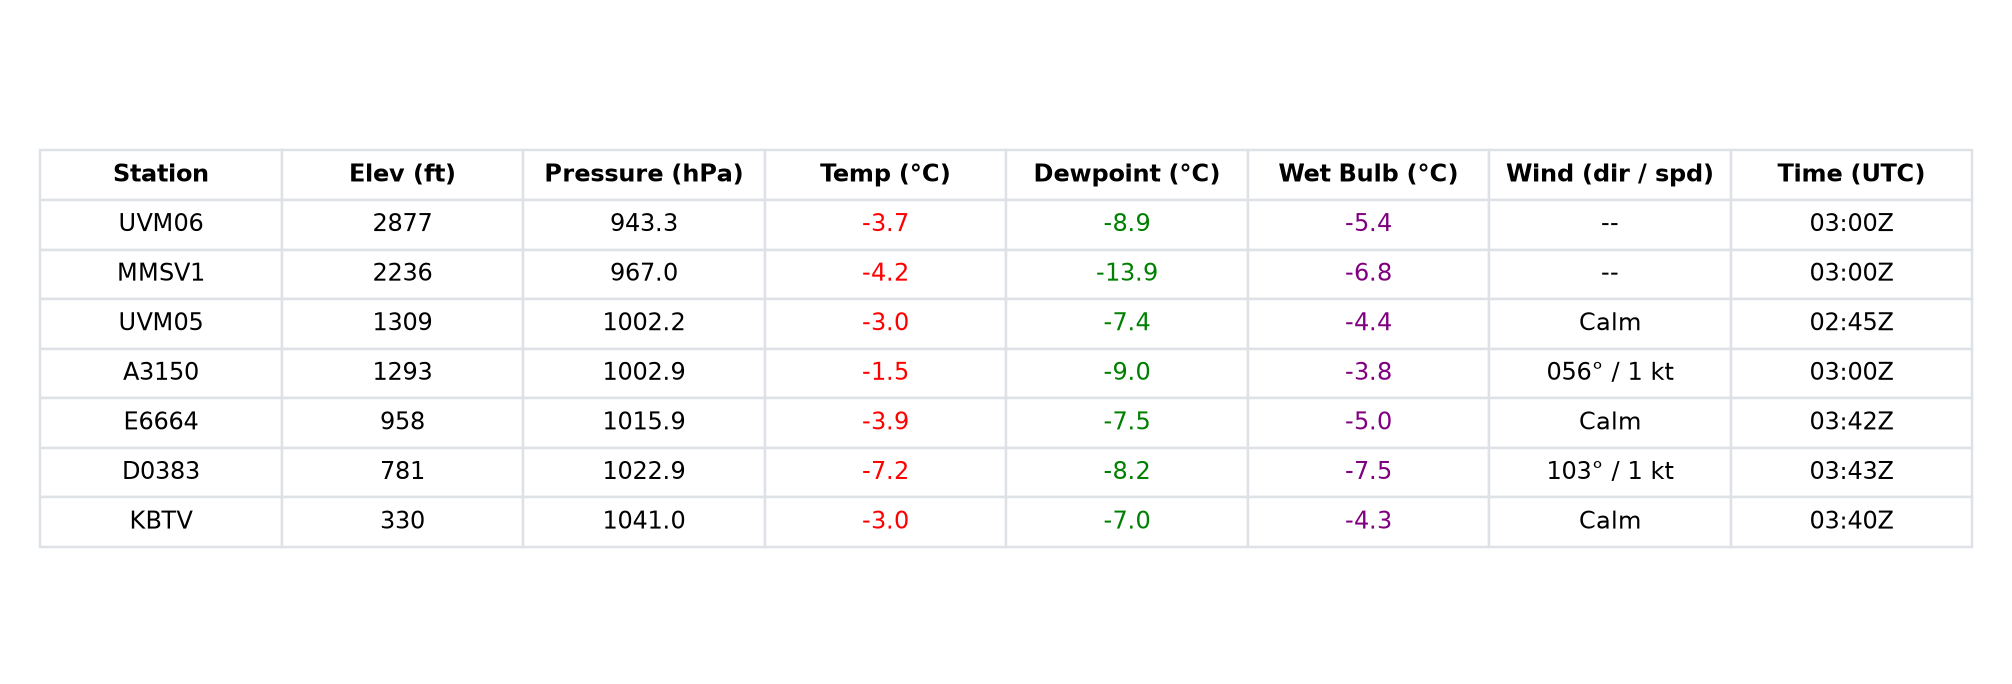 Station Elev (ft) Pressure (hPa) Temp (°C) Dewpoint (°C) Wet Bulb (°C) Wind (dir / spd) Time (UTC)
UVM06 2877 943.3 -3.7 -8.9 -5.4 -- 03:00Z
MMSV1 2236 967.0 -4.2 -13.9 -6.8 -- 03:00Z
UVM05 1309 1002.2 -3.0 -7.4 -4.4 Calm 02:45Z
A3150 1293 1002.9 -1.5 -9.0 -3.8 056° / 1 kt 03:00Z
E6664 958 1015.9 -3.9 -7.5 -5.0 Calm 03:42Z
D0383 781 1022.9 -7.2 -8.2 -7.5 103° / 1 kt 03:43Z
KBTV 330 1041.0 -3.0 -7.0 -4.3 Calm 03:40Z